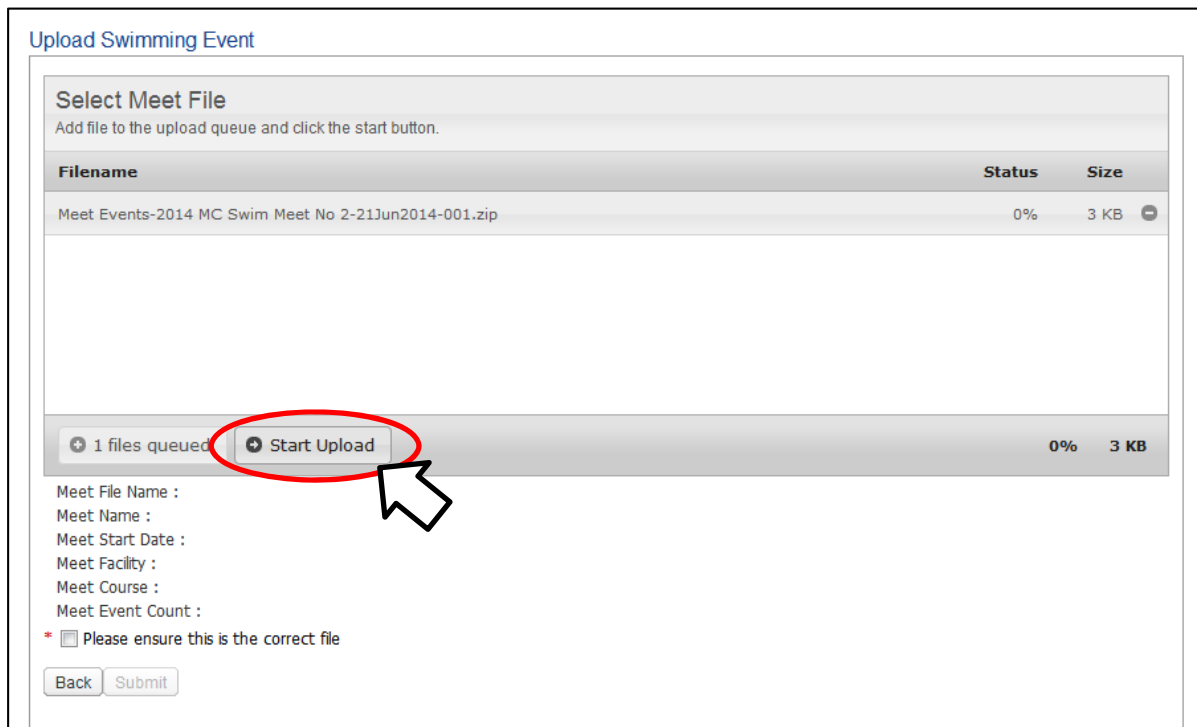 Upload Swimming Event
Select Meet File
Add file to the upload queue and click the start button.
Filename Status Size
Meet Events-2014 MC Swim Meet No 2-21Jun2014-001.zip 0% 3 KB
1 files queued Start Upload 0% 3 KB
Meet File Name :
Meet Name :
Meet Start Date :
Meet Facility :
Meet Course :
Meet Event Count :
* Please ensure this is the correct file
Back Submit